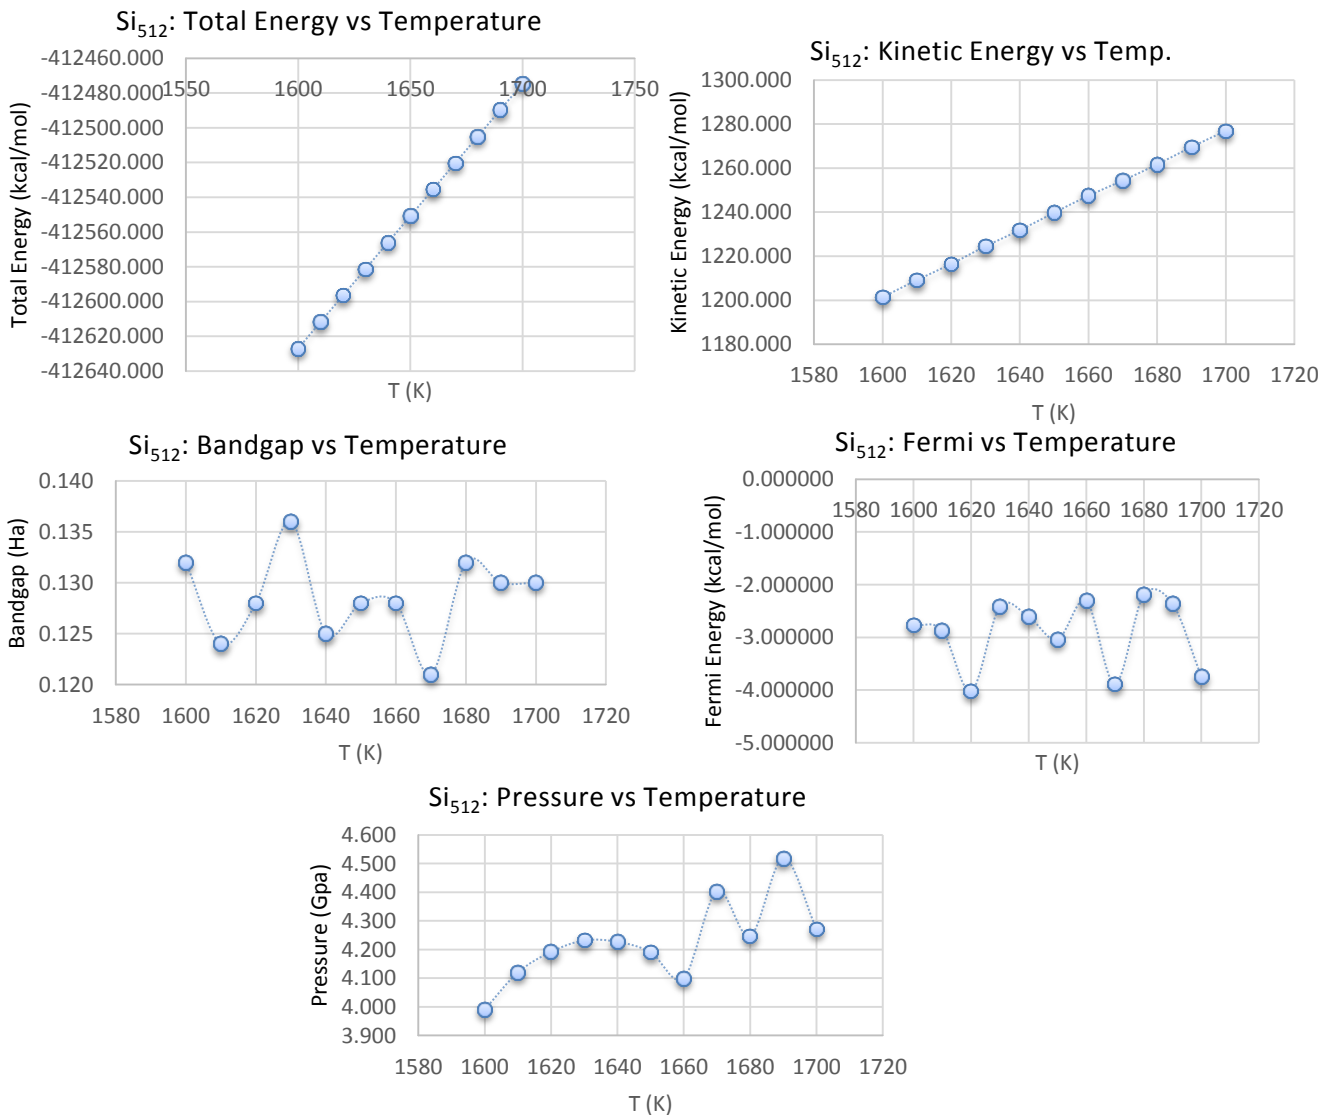 Si₅₁₂: Total Energy vs Temperature
-412460.000
-412480.000
-412500.000
-412520.000
-412540.000
-412560.000
-412580.000
-412600.000
-412620.000
-412640.000
1550 1600 1650 1700 1750
Total Energy (kcal/mol)
T (K)
Si₅₁₂: Kinetic Energy vs Temp.
1300.000
1280.000
1260.000
1240.000
1220.000
1200.000
1180.000
1580 1600 1620 1640 1660 1680 1700 1720
Kinetic Energy (kcal/mol)
T (K)
Si₅₁₂: Bandgap vs Temperature
0.140
0.135
0.130
0.125
0.120
1580 1600 1620 1640 1660 1680 1700 1720
Bandgap (Ha)
T (K)
Si₅₁₂: Fermi vs Temperature
0.000000
1580 1600 1620 1640 1660 1680 1700 1720
-1.000000
-2.000000
-3.000000
-4.000000
-5.000000
Fermi Energy (kcal/mol)
T (K)
Si₅₁₂: Pressure vs Temperature
4.600
4.500
4.400
4.300
4.200
4.100
4.000
3.900
1580 1600 1620 1640 1660 1680 1700 1720
Pressure (Gpa)
T (K)